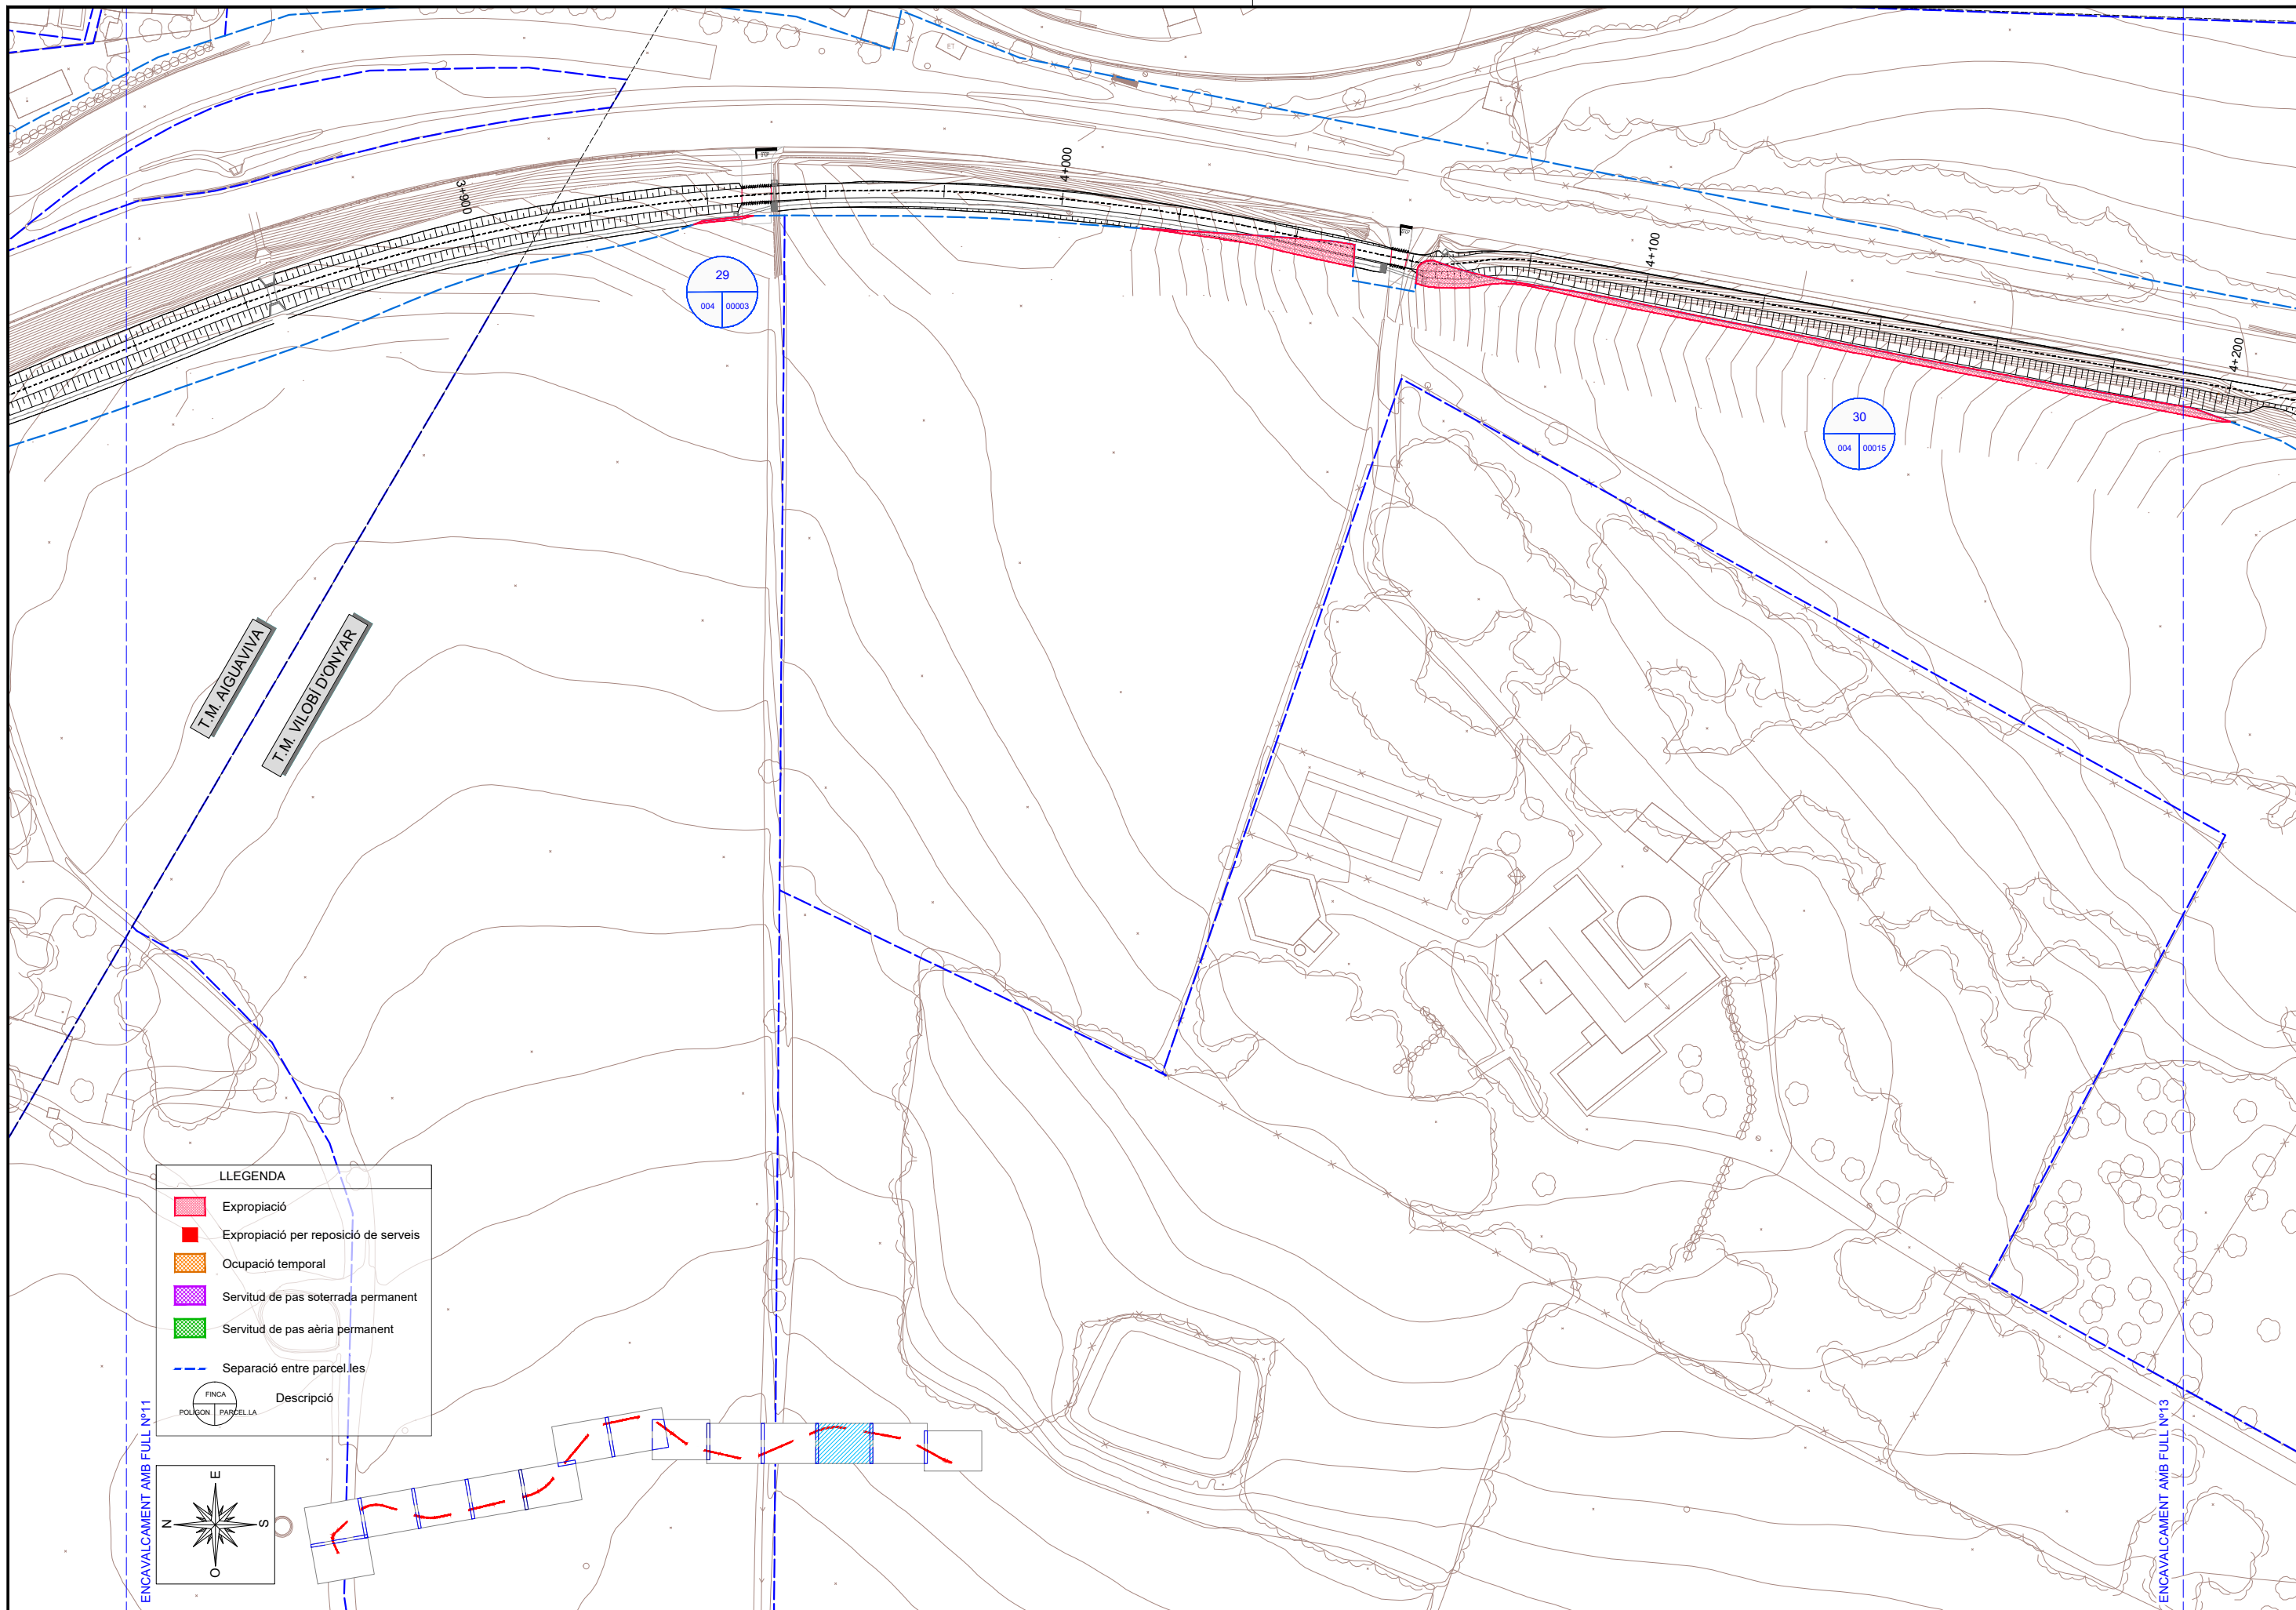 ET
3+900
4+000
4+100
4+200
29
004
00003
30
004
00015
T.M. AIGUAVIVA
T.M. VILOBÍ D'ONYAR
LLEGENDA
Expropiació
Expropiació per reposició de serveis
Ocupació temporal
Servitud de pas soterrada permanent
Servitud de pas aèria permanent
Separació entre parcel.les
FINCA
POLIGON
PARCEL.LA
Descripció
ENCAVALCAMENT AMB FULL Nº11
ENCAVALCAMENT AMB FULL Nº13
E
N
S
O